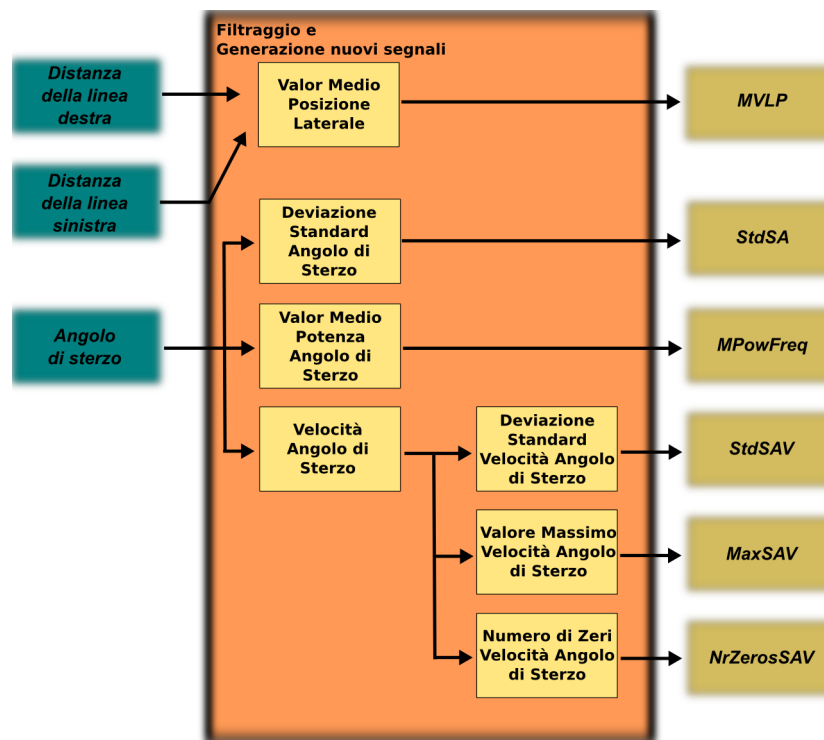 Filtraggio e
Generazione nuovi segnali
Distanza
della linea
destra
Valor Medio
Posizione
Laterale
MVLP
Distanza
della linea
sinistra
Deviazione
Standard
Angolo di
Sterzo
StdSA
Angolo
di sterzo
Valor Medio
Potenza
Angolo di
Sterzo
MPowFreq
Velocità
Angolo di
Sterzo
Deviazione
Standard
Velocità Angolo
di Sterzo
StdSAV
Valore Massimo
Velocità Angolo
di Sterzo
MaxSAV
Numero di Zeri
Velocità Angolo
di Sterzo
NrZerosSAV